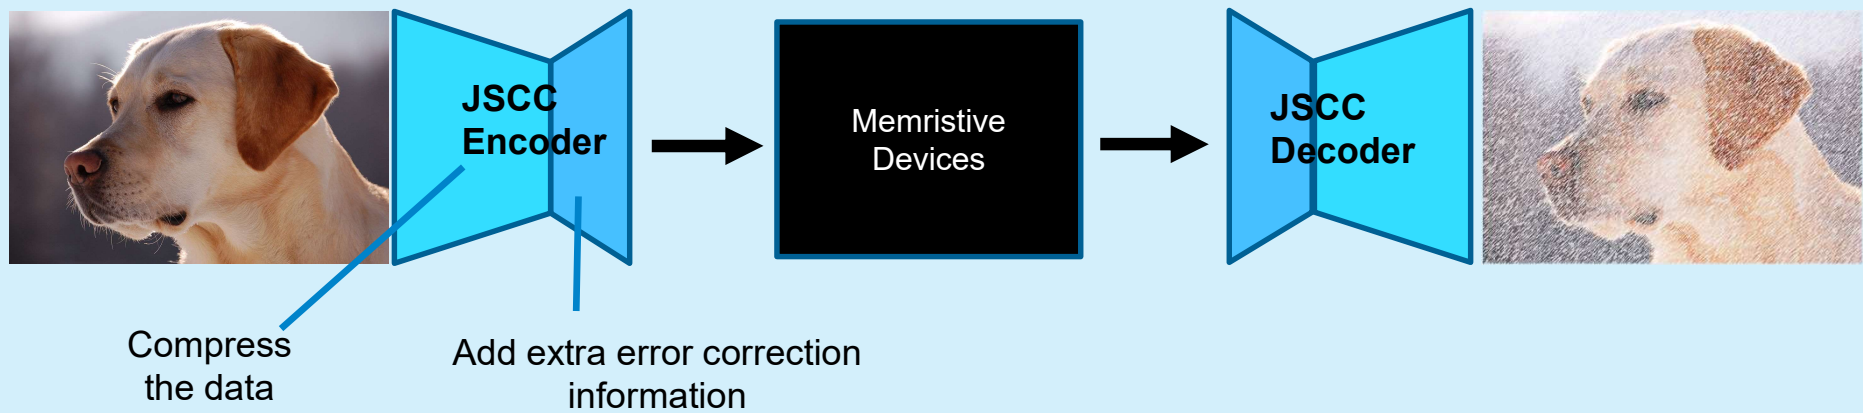 JSCC
Encoder
Memristive
Devices
JSCC
Decoder
Compress
the data
Add extra error correction
information